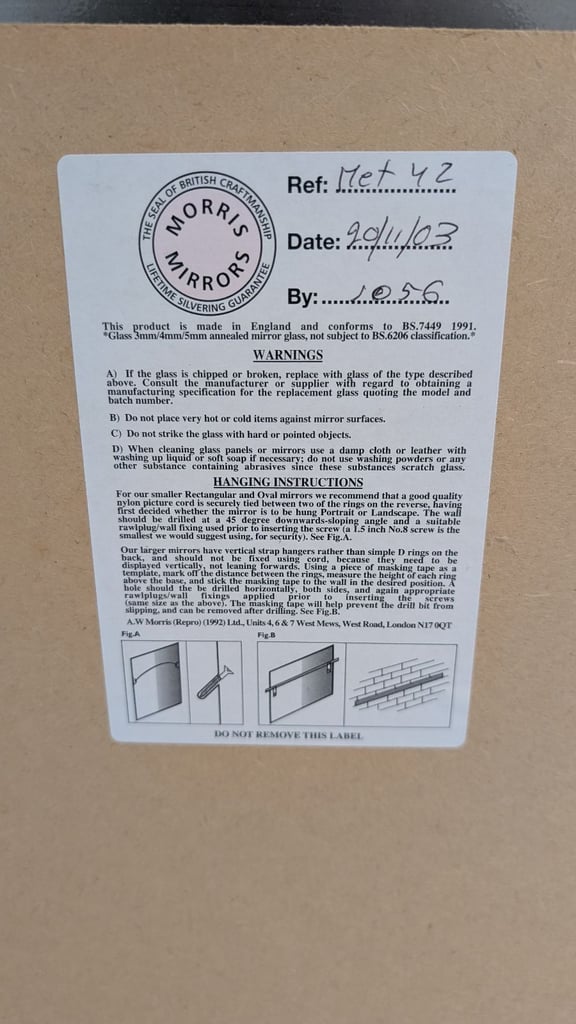 THE SEAL OF BRITISH CRAFTMANSHIP
MORRIS
MIRRORS
LIFETIME SILVERING GUARANTEE
Ref: Met 42
Date: 20/11/03
By: 1056
This product is made in England and conforms to BS.7449 1991.
*Glass 3mm/4mm/5mm annealed mirror glass, not subject to BS.6206 classification.*
WARNINGS
A) If the glass is chipped or broken, replace with glass of the type described
above. Consult the manufacturer or supplier with regard to obtaining a
manufacturing specification for the replacement glass quoting the model and
batch number.
B) Do not place very hot or cold items against mirror surfaces.
C) Do not strike the glass with hard or pointed objects.
D) When cleaning glass panels or mirrors use a damp cloth or leather with
washing up liquid or soft soap if necessary; do not use washing powders or any
other substance containing abrasives since these substances scratch glass.
HANGING INSTRUCTIONS
For our smaller Rectangular and Oval mirrors we recommend that a good quality
nylon picture cord is securely tied between two of the rings on the reverse, having
first decided whether the mirror is to be hung Portrait or Landscape. The wall
should be drilled at a 45 degree downwards-sloping angle and a suitable
rawlplug/wall fixing used prior to inserting the screw (a 1.5 inch No.8 screw is the
smallest we would suggest using, for security). See Fig.A.
Our larger mirrors have vertical strap hangers rather than simple D rings on the
back, and should not be fixed using cord, because they need to be
displayed vertically, not leaning forwards. Using a piece of masking tape as a
template, mark off the distance between the rings, measure the height of each ring
above the base, and stick the masking tape to the wall in the desired position. A
hole should the be drilled horizontally, both sides, and again appropriate
rawlplugs/wall fixings applied prior to inserting the screws
(same size as the above). The masking tape will help prevent the drill bit from
slipping, and can be removed after drilling. See Fig.B.
A.W Morris (Repro) (1992) Ltd., Units 4, 6 & 7 West Mews, West Road, London N17 0QT
Fig.A
Fig.B
DO NOT REMOVE THIS LABEL